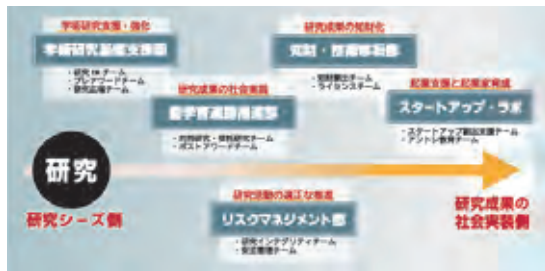 学術研究支援・強化
学術研究基盤支援部
・研究IRチーム
・プレアワードチーム
・研究広報チーム
研究成果の知財化
知財・技術移転部
・知財創出チーム
・ライセンスチーム
研究成果の社会実装
産学官連携推進部
・共同研究・受託研究チーム
・ポストアワードチーム
起業支援と起業家育成
スタートアップ・ラボ
・スタートアップ創出支援チーム
・アントレ教育チーム
研究
研究シーズ側
研究成果の
社会実装側
研究活動の適正な推進
リスクマネジメント部
・研究インテグリティチーム
・安全管理チーム